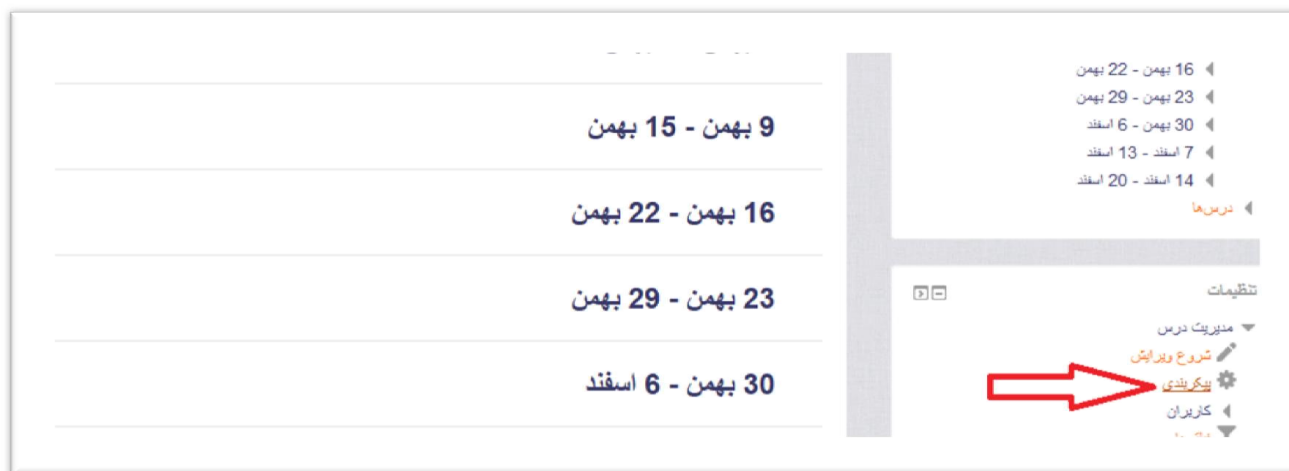 16 بهمن - 22 بهمن
23 بهمن - 29 بهمن
30 بهمن - 6 اسفند
7 اسفند - 13 اسفند
14 اسفند - 20 اسفند
درس‌ها
تنظیمات
مدیریت درس
شروع ویرایش
پیکربندی
کاربران
9 بهمن - 15 بهمن
16 بهمن - 22 بهمن
23 بهمن - 29 بهمن
30 بهمن - 6 اسفند